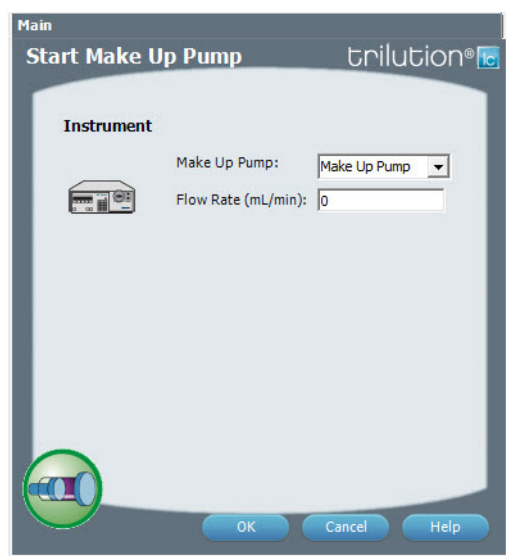 Main
Start Make Up Pump trilution® lc
Instrument
Make Up Pump: Make Up Pump
Flow Rate (mL/min): 0
OK Cancel Help